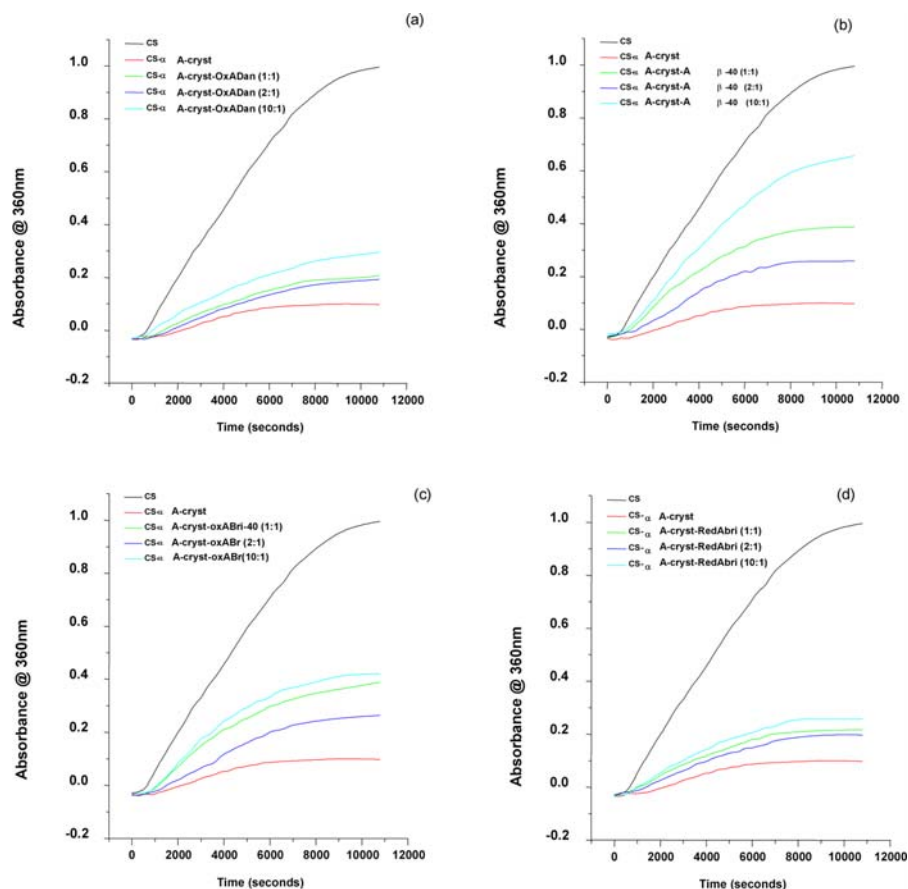 (a)
CS
CS-α A-cryst
CS-α A-cryst-OxADan (1:1)
CS-α A-cryst-OxADan (2:1)
CS-α A-cryst-OxADan (10:1)
1.0
0.8
0.6
0.4
0.2
0.0
-0.2
Absorbance @ 360nm
0 2000 4000 6000 8000 10000 12000
Time (seconds)
(b)
CS
CS-α A-cryst
CS-α A-cryst-A β -40 (1:1)
CS-α A-cryst-A β -40 (2:1)
CS-α A-cryst-A β -40 (10:1)
1.0
0.8
0.6
0.4
0.2
0.0
-0.2
Absorbance @ 360nm
0 2000 4000 6000 8000 10000 12000
Time (seconds)
(c)
CS
CS-α A-cryst
CS-α A-cryst-oxABri-40 (1:1)
CS-α A-cryst-oxABr (2:1)
CS-α A-cryst-oxABr(10:1)
1.0
0.8
0.6
0.4
0.2
0.0
-0.2
Absorbance @ 360nm
0 2000 4000 6000 8000 10000 12000
Time (seconds)
(d)
CS
CS-α A-cryst
CS-α A-cryst-RedAbri (1:1)
CS-α A-cryst-RedAbri (2:1)
CS-α A-cryst-RedAbri (10:1)
1.0
0.8
0.6
0.4
0.2
0.0
-0.2
Absorbance @ 360nm
0 2000 4000 6000 8000 10000 12000
Time (seconds)